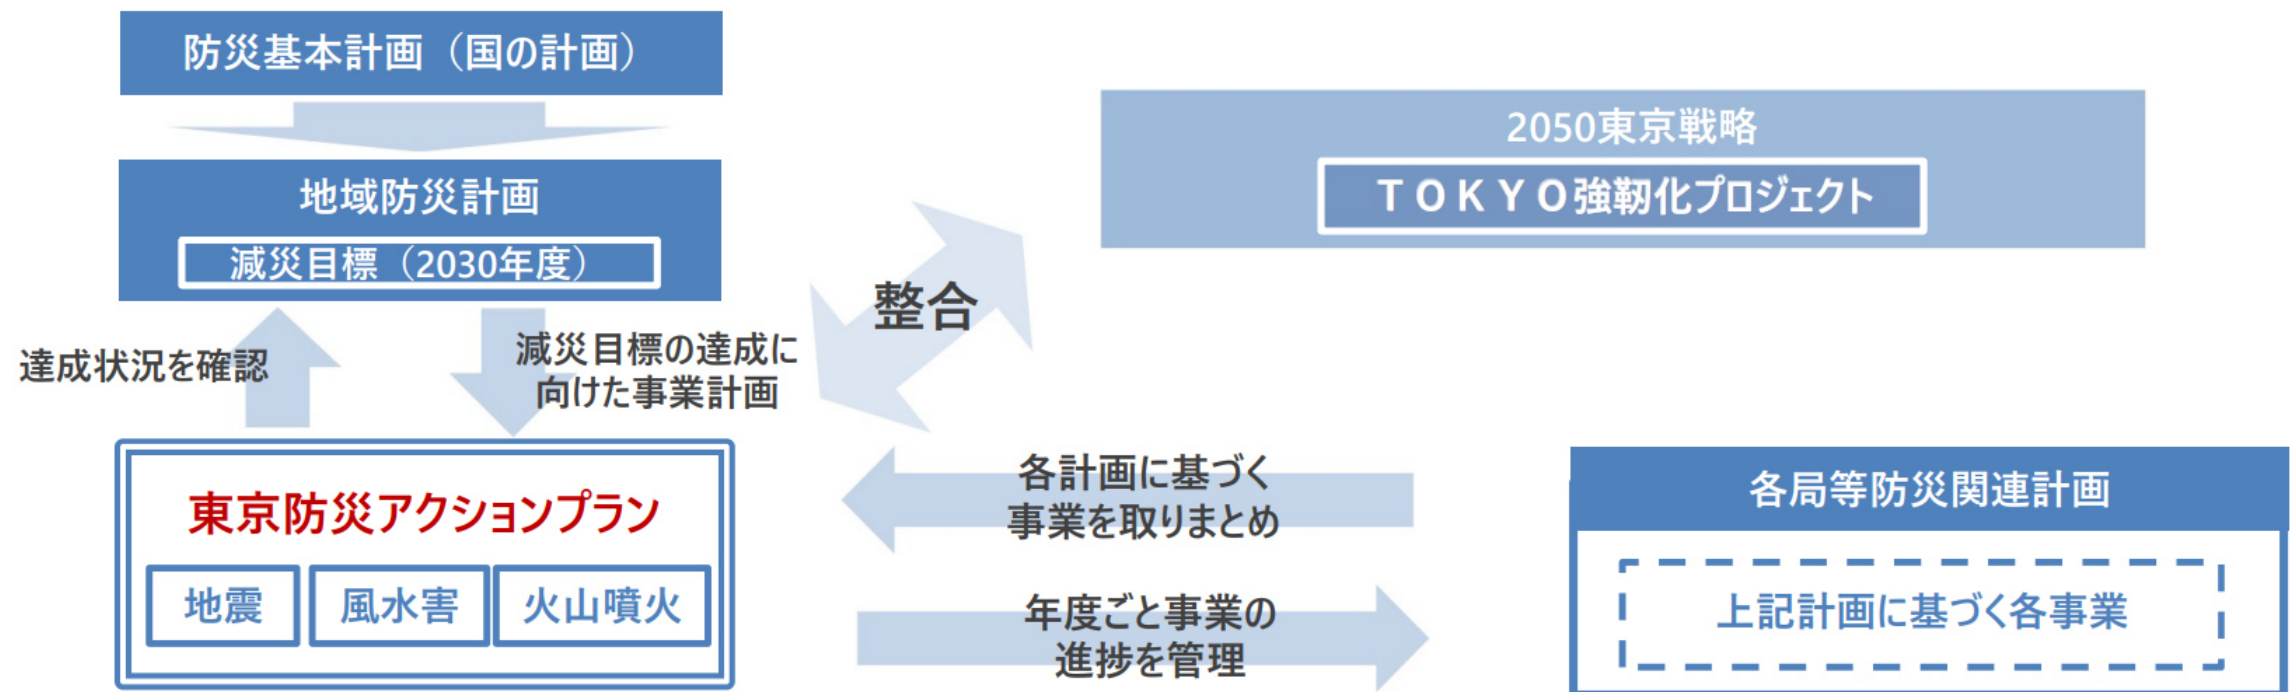 防災基本計画（国の計画）
地域防災計画
減災目標（2030年度）
2050東京戦略
ＴＯＫＹＯ強靭化プロジェクト
整合
達成状況を確認
減災目標の達成に
向けた事業計画
東京防災アクションプラン
地震
風水害
火山噴火
各計画に基づく
事業を取りまとめ
年度ごと事業の
進捗を管理
各局等防災関連計画
上記計画に基づく各事業